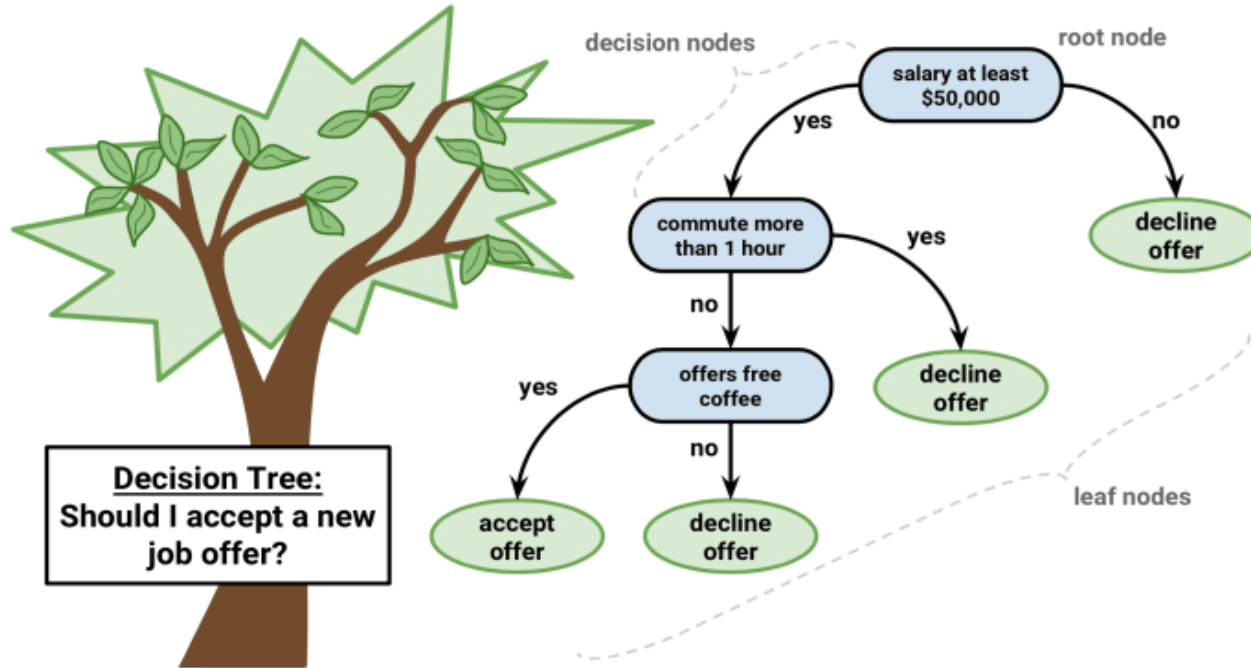 decision nodes
root node
salary at least
$50,000
yes
no
commute more
than 1 hour
yes
decline
offer
no
offers free
coffee
decline
offer
yes
no
leaf nodes
accept
offer
decline
offer
Decision Tree:
Should I accept a new
job offer?